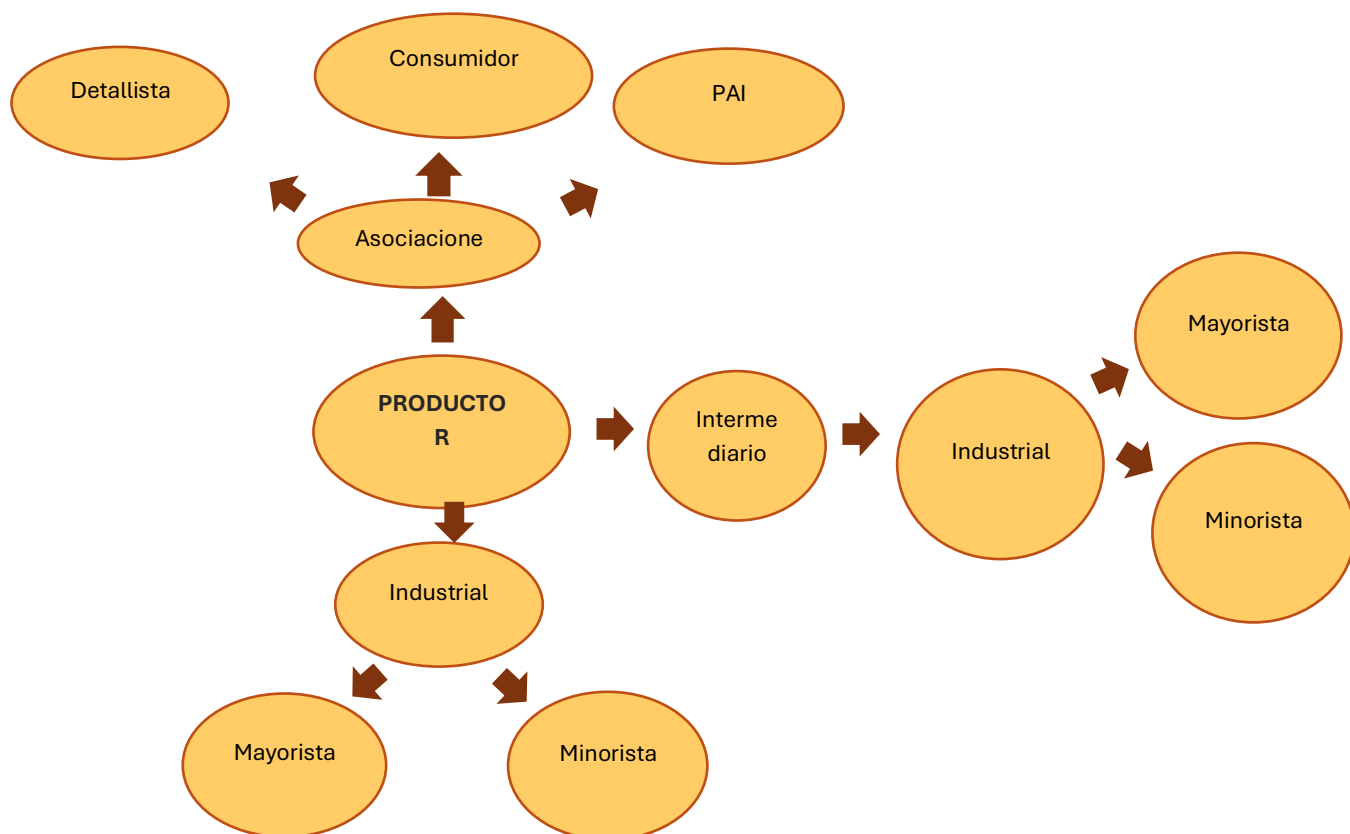 Consumidor
Detallista
PAI
Asociacione
Mayorista
PRODUCTO
R
Interme
diario
Industrial
Minorista
Industrial
Mayorista
Minorista